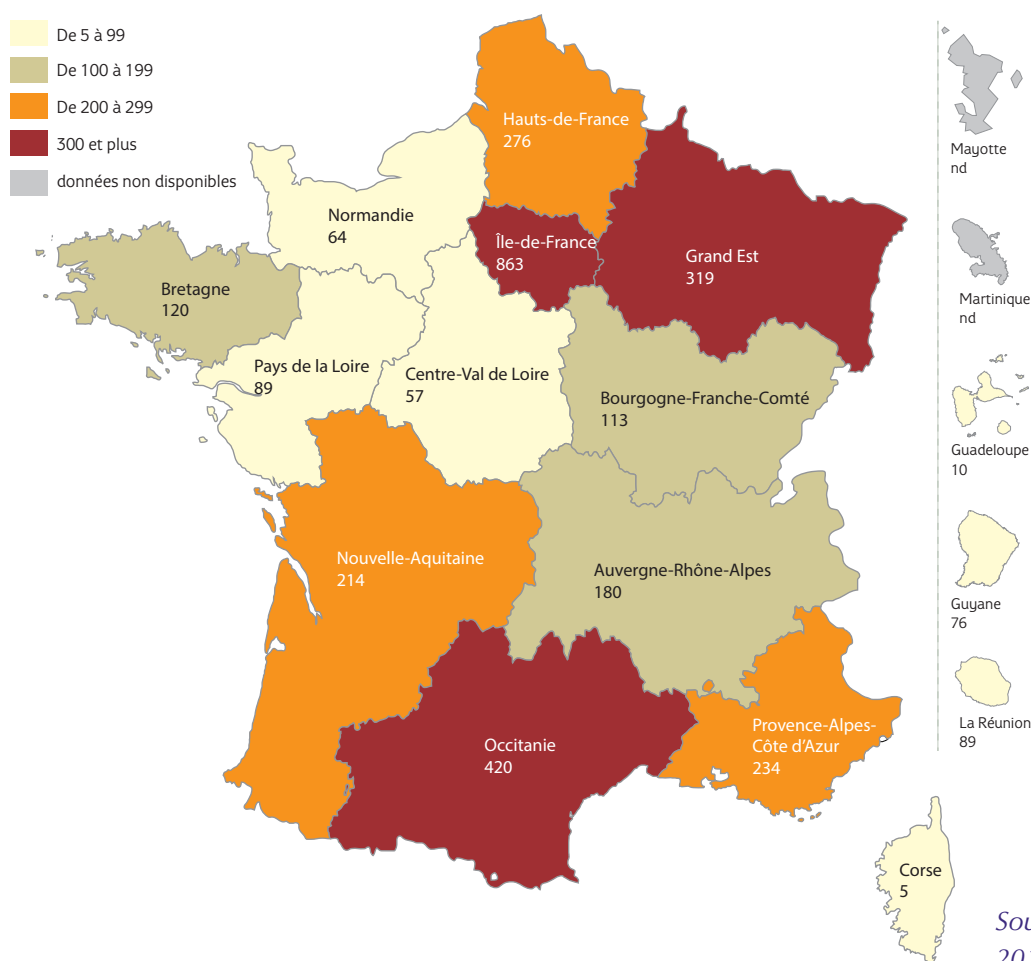 De 5 à 99
De 100 à 199
De 200 à 299
300 et plus
données non disponibles
Hauts-de-France
276
Normandie
64
Île-de-France
863
Grand Est
319
Bretagne
120
Pays de la Loire
89
Centre-Val de Loire
57
Bourgogne-Franche-Comté
113
Nouvelle-Aquitaine
214
Auvergne-Rhône-Alpes
180
Occitanie
420
Provence-Alpes-
Côte d'Azur
234
Corse
5
Mayotte
nd
Martinique
nd
Guadeloupe
10
Guyane
76
La Réunion
89